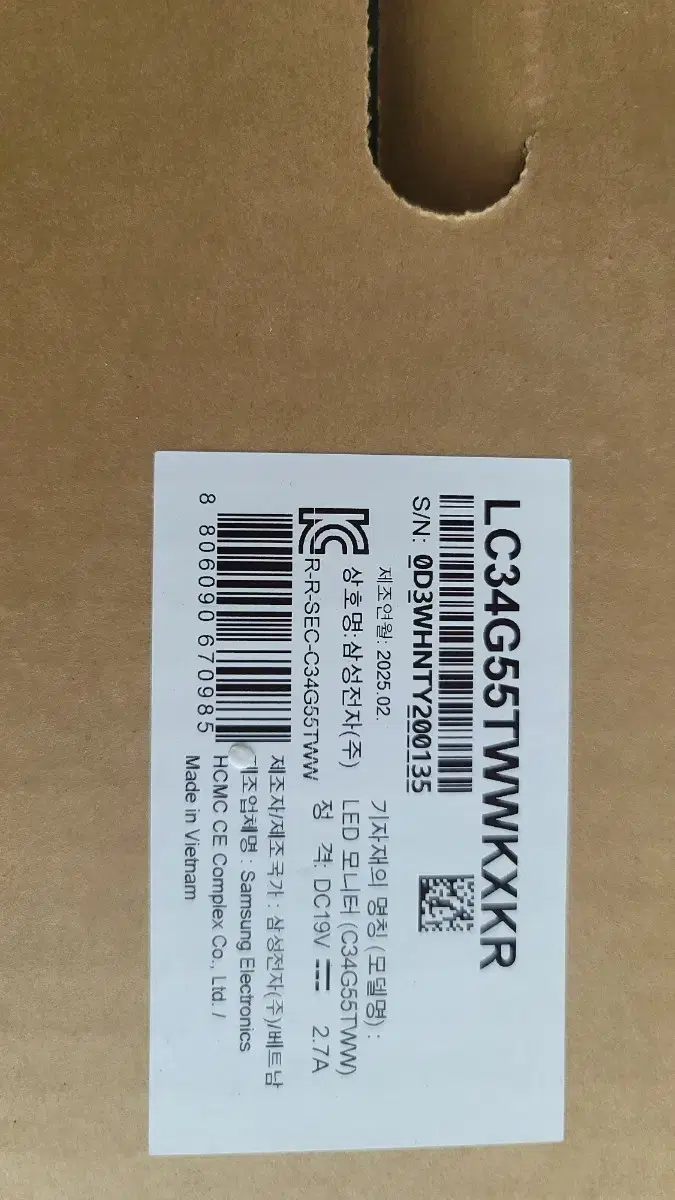 LC34G55TWWKXKR
S/N: 0D3WHNTY200135
제조연월: 2025.02.
상호명: 삼성전자(주)
R-R-SEC-C34G55TWW
8 806090 670985
기자재의 명칭 (모델명) :
LED 모니터 (C34G55TWW)
정 격: DC19V ⎓ 2.7A
제조자/제조국가 : 삼성전자(주)/베트남
제조업체명 : Samsung Electronics
HCMC CE Complex Co., Ltd. /
Made in Vietnam